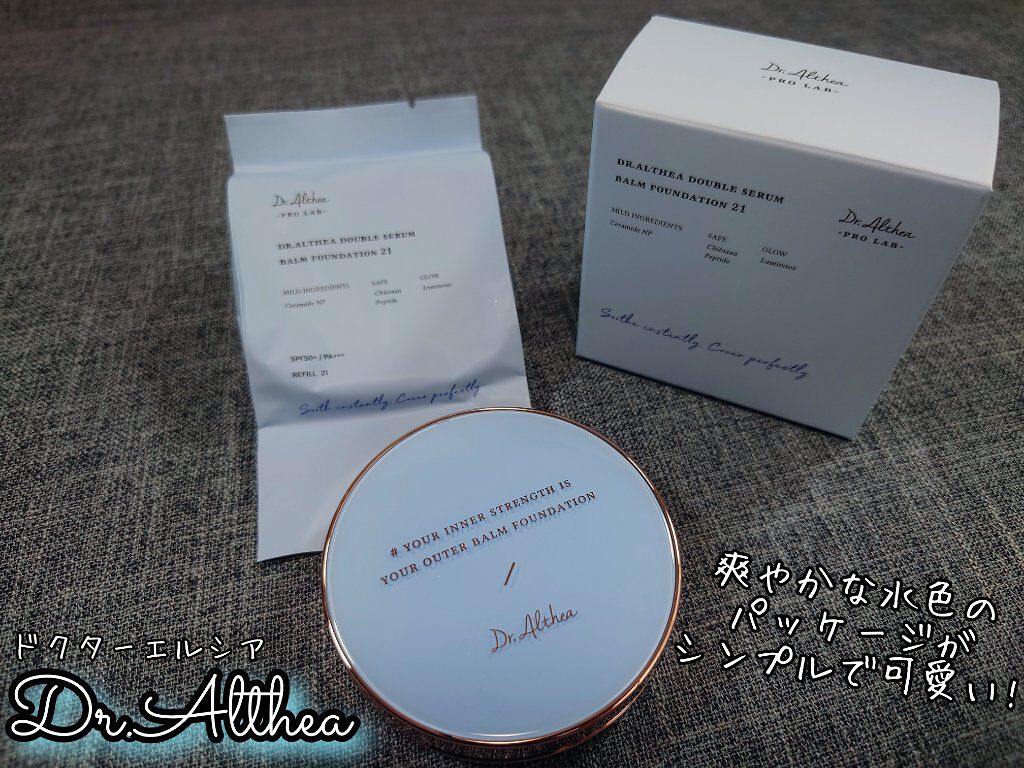 Dr.Althea
-PRO LAB-
DR.ALTHEA DOUBLE SERUM
BALM FOUNDATION 21
MILD INGREDIENTS
Ceramide NP
SAFE
Chitosan
Peptide
GLOW
Luminous
Dr.Althea
-PRO LAB-
Soothe instantly Cover perfectly
Dr.Althea
-PRO LAB-
DR.ALTHEA DOUBLE SERUM
BALM FOUNDATION 21
MILD INGREDIENTS
Ceramide NP
SAFE
Chitosan
Peptide
GLOW
Luminous
SPF50+ / PA+++
REFILL 21
Soothe instantly Cover perfectly
# YOUR INNER STRENGTH IS
YOUR OUTER BALM FOUNDATION
/
Dr.Althea
爽やかな水色の
パッケージが
シンプルで可愛い!
ドクターエルシア
Dr.Althea